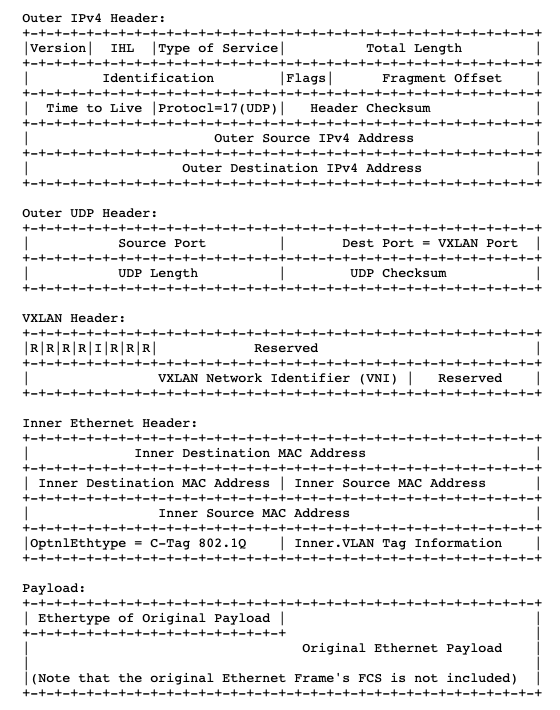 Outer IPv4 Header:
+-+-+-+-+-+-+-+-+-+-+-+-+-+-+-+-+-+-+-+-+-+-+-+-+-+-+-+-+-+-+-+-+
|Version|  IHL  |Type of Service|          Total Length         |
+-+-+-+-+-+-+-+-+-+-+-+-+-+-+-+-+-+-+-+-+-+-+-+-+-+-+-+-+-+-+-+-+
|         Identification        |Flags|      Fragment Offset    |
+-+-+-+-+-+-+-+-+-+-+-+-+-+-+-+-+-+-+-+-+-+-+-+-+-+-+-+-+-+-+-+-+
|  Time to Live |Protocl=17(UDP)|   Header Checksum             |
+-+-+-+-+-+-+-+-+-+-+-+-+-+-+-+-+-+-+-+-+-+-+-+-+-+-+-+-+-+-+-+-+
|                       Outer Source IPv4 Address               |
+-+-+-+-+-+-+-+-+-+-+-+-+-+-+-+-+-+-+-+-+-+-+-+-+-+-+-+-+-+-+-+-+
|                   Outer Destination IPv4 Address              |
+-+-+-+-+-+-+-+-+-+-+-+-+-+-+-+-+-+-+-+-+-+-+-+-+-+-+-+-+-+-+-+-+
Outer UDP Header:
+-+-+-+-+-+-+-+-+-+-+-+-+-+-+-+-+-+-+-+-+-+-+-+-+-+-+-+-+-+-+-+-+
|           Source Port         |       Dest Port = VXLAN Port  |
+-+-+-+-+-+-+-+-+-+-+-+-+-+-+-+-+-+-+-+-+-+-+-+-+-+-+-+-+-+-+-+-+
|           UDP Length          |        UDP Checksum           |
+-+-+-+-+-+-+-+-+-+-+-+-+-+-+-+-+-+-+-+-+-+-+-+-+-+-+-+-+-+-+-+-+
VXLAN Header:
+-+-+-+-+-+-+-+-+-+-+-+-+-+-+-+-+-+-+-+-+-+-+-+-+-+-+-+-+-+-+-+-+
|R|R|R|R|I|R|R|R|            Reserved                           |
+-+-+-+-+-+-+-+-+-+-+-+-+-+-+-+-+-+-+-+-+-+-+-+-+-+-+-+-+-+-+-+-+
|                VXLAN Network Identifier (VNI) |   Reserved    |
+-+-+-+-+-+-+-+-+-+-+-+-+-+-+-+-+-+-+-+-+-+-+-+-+-+-+-+-+-+-+-+-+
Inner Ethernet Header:
+-+-+-+-+-+-+-+-+-+-+-+-+-+-+-+-+-+-+-+-+-+-+-+-+-+-+-+-+-+-+-+-+
|             Inner Destination MAC Address                     |
+-+-+-+-+-+-+-+-+-+-+-+-+-+-+-+-+-+-+-+-+-+-+-+-+-+-+-+-+-+-+-+-+
| Inner Destination MAC Address | Inner Source MAC Address      |
+-+-+-+-+-+-+-+-+-+-+-+-+-+-+-+-+-+-+-+-+-+-+-+-+-+-+-+-+-+-+-+-+
|                Inner Source MAC Address                       |
+-+-+-+-+-+-+-+-+-+-+-+-+-+-+-+-+-+-+-+-+-+-+-+-+-+-+-+-+-+-+-+-+
|OptnlEthtype = C-Tag 802.1Q    | Inner.VLAN Tag Information    |
+-+-+-+-+-+-+-+-+-+-+-+-+-+-+-+-+-+-+-+-+-+-+-+-+-+-+-+-+-+-+-+-+
Payload:
+-+-+-+-+-+-+-+-+-+-+-+-+-+-+-+-+-+-+-+-+-+-+-+-+-+-+-+-+-+-+-+-+
| Ethertype of Original Payload |                               |
+-+-+-+-+-+-+-+-+-+-+-+-+-+-+-+-+                               |
|                                  Original Ethernet Payload    |
|                                                               |
|(Note that the original Ethernet Frame's FCS is not included)  |
+-+-+-+-+-+-+-+-+-+-+-+-+-+-+-+-+-+-+-+-+-+-+-+-+-+-+-+-+-+-+-+-+